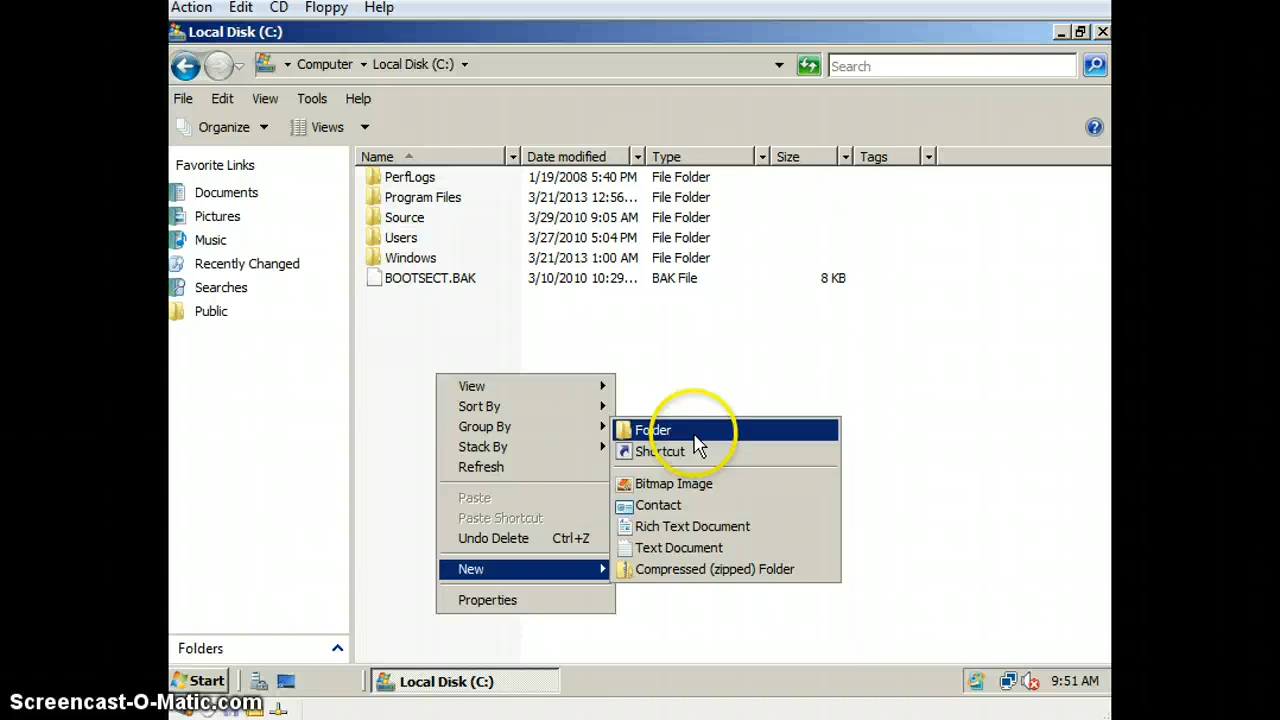 Action Edit CD Floppy Help
Local Disk (C:)
Computer Local Disk (C:) Search
File Edit View Tools Help
Organize Views
Favorite Links
Documents
Pictures
Music
Recently Changed
Searches
Public
Folders
Name Date modified Type Size Tags
PerfLogs 1/19/2008 5:40 PM File Folder
Program Files 3/21/2013 12:56... File Folder
Source 3/29/2010 9:05 AM File Folder
Users 3/27/2010 5:04 PM File Folder
Windows 3/21/2013 1:00 AM File Folder
BOOTSECT.BAK 3/10/2010 10:29... BAK File 8 KB
View
Sort By
Group By
Stack By
Refresh
Paste
Paste Shortcut
Undo Delete Ctrl+Z
New
Properties
Folder
Shortcut
Bitmap Image
Contact
Rich Text Document
Text Document
Compressed (zipped) Folder
Start Local Disk (C:) 9:51 AM
Screencast-O-Matic.com